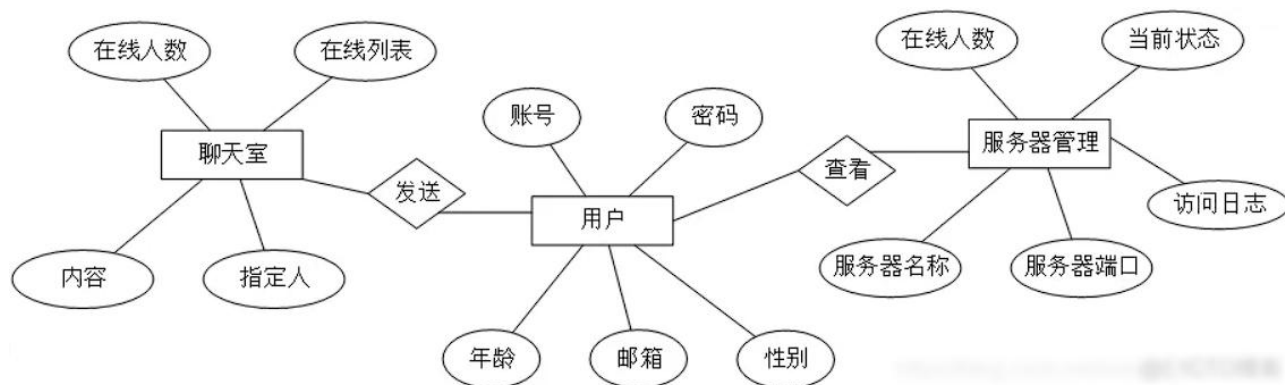 在线人数
在线列表
在线人数
当前状态
账号
密码
聊天室
服务器管理
查看
发送
用户
访问日志
内容
指定人
服务器名称
服务器端口
年龄
邮箱
性别